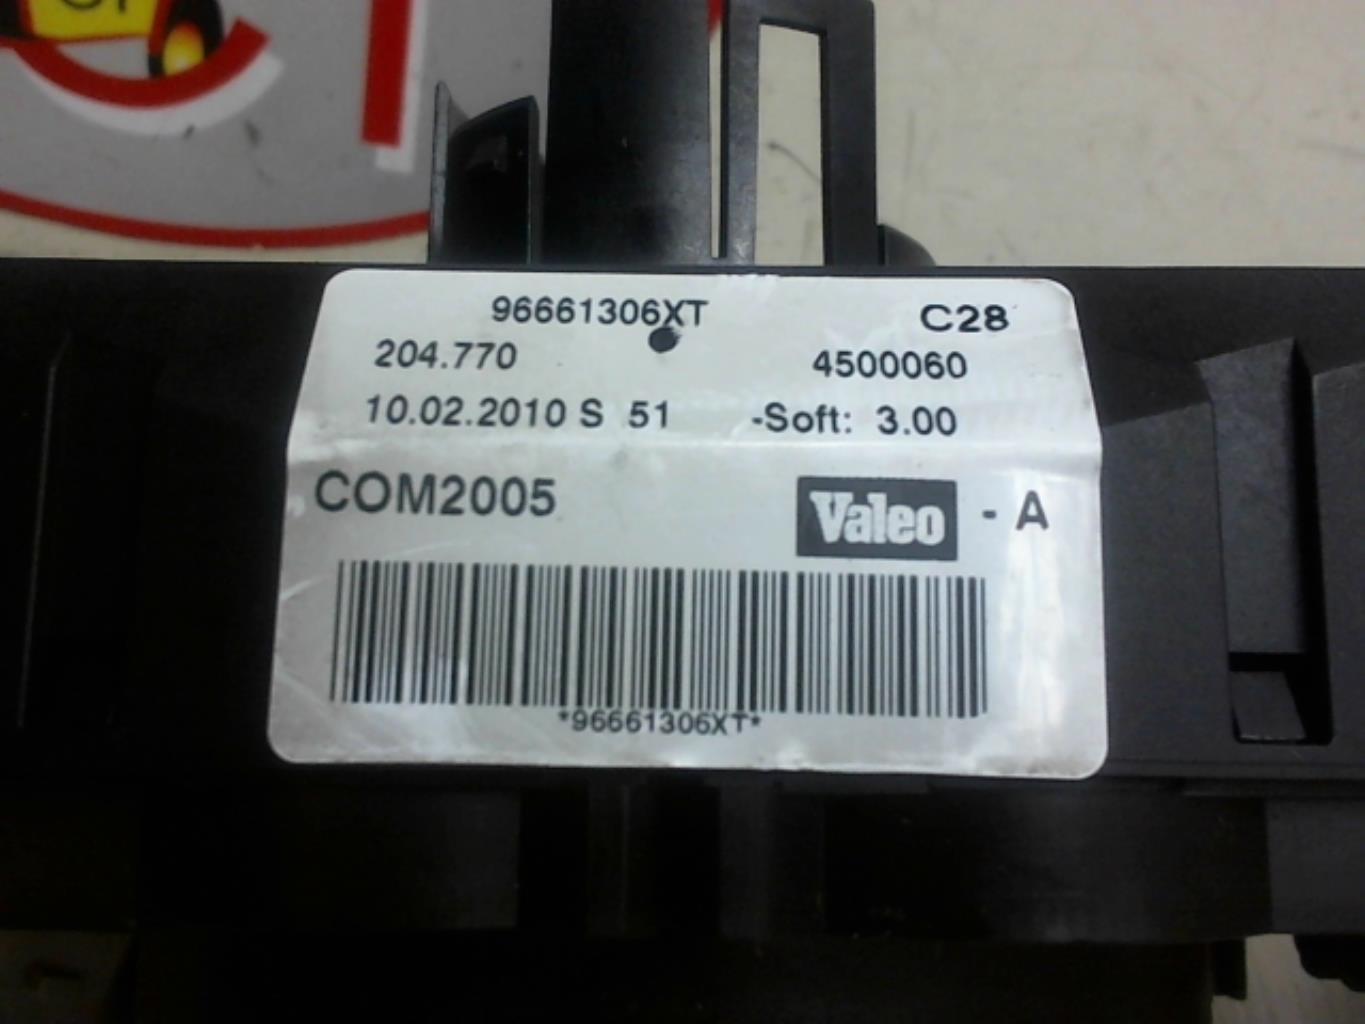 96661306XT C28
204.770 4500060
10.02.2010 S 51 -Soft: 3.00
COM2005 Valeo - A
*96661306XT*